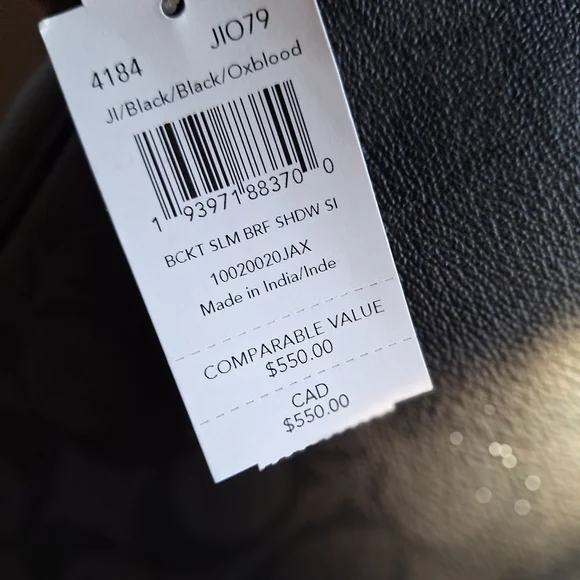 4184 JIO79
JI/Black/Black/Oxblood
1 93971 88370 0
BCKT SLM BRF SHDW SI
10020020JAX
Made in India/Inde
COMPARABLE VALUE
$550.00
CAD
$550.00